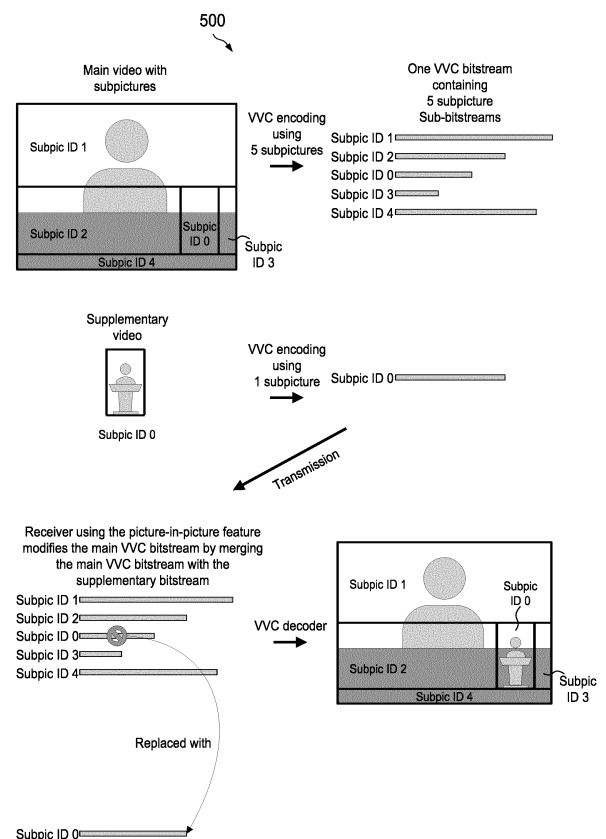 500
Main video with
subpictures
Subpic ID 1
Subpic ID 2
Subpic
ID 0
Subpic
ID 3
Subpic ID 4
VVC encoding
using
5 subpictures
One VVC bitstream
containing
5 subpicture
Sub-bitstreams
Subpic ID 1
Subpic ID 2
Subpic ID 0
Subpic ID 3
Subpic ID 4
Supplementary
video
Subpic ID 0
VVC encoding
using
1 subpicture
Subpic ID 0
Transmission
Receiver using the picture-in-picture feature
modifies the main VVC bitstream by merging
the main VVC bitstream with the
supplementary bitstream
Subpic ID 1
Subpic ID 2
Subpic ID 0
Subpic ID 3
Subpic ID 4
Replaced with
Subpic ID 0
VVC decoder
Subpic ID 1
Subpic
ID 0
Subpic ID 2
Subpic
ID 3
Subpic ID 4